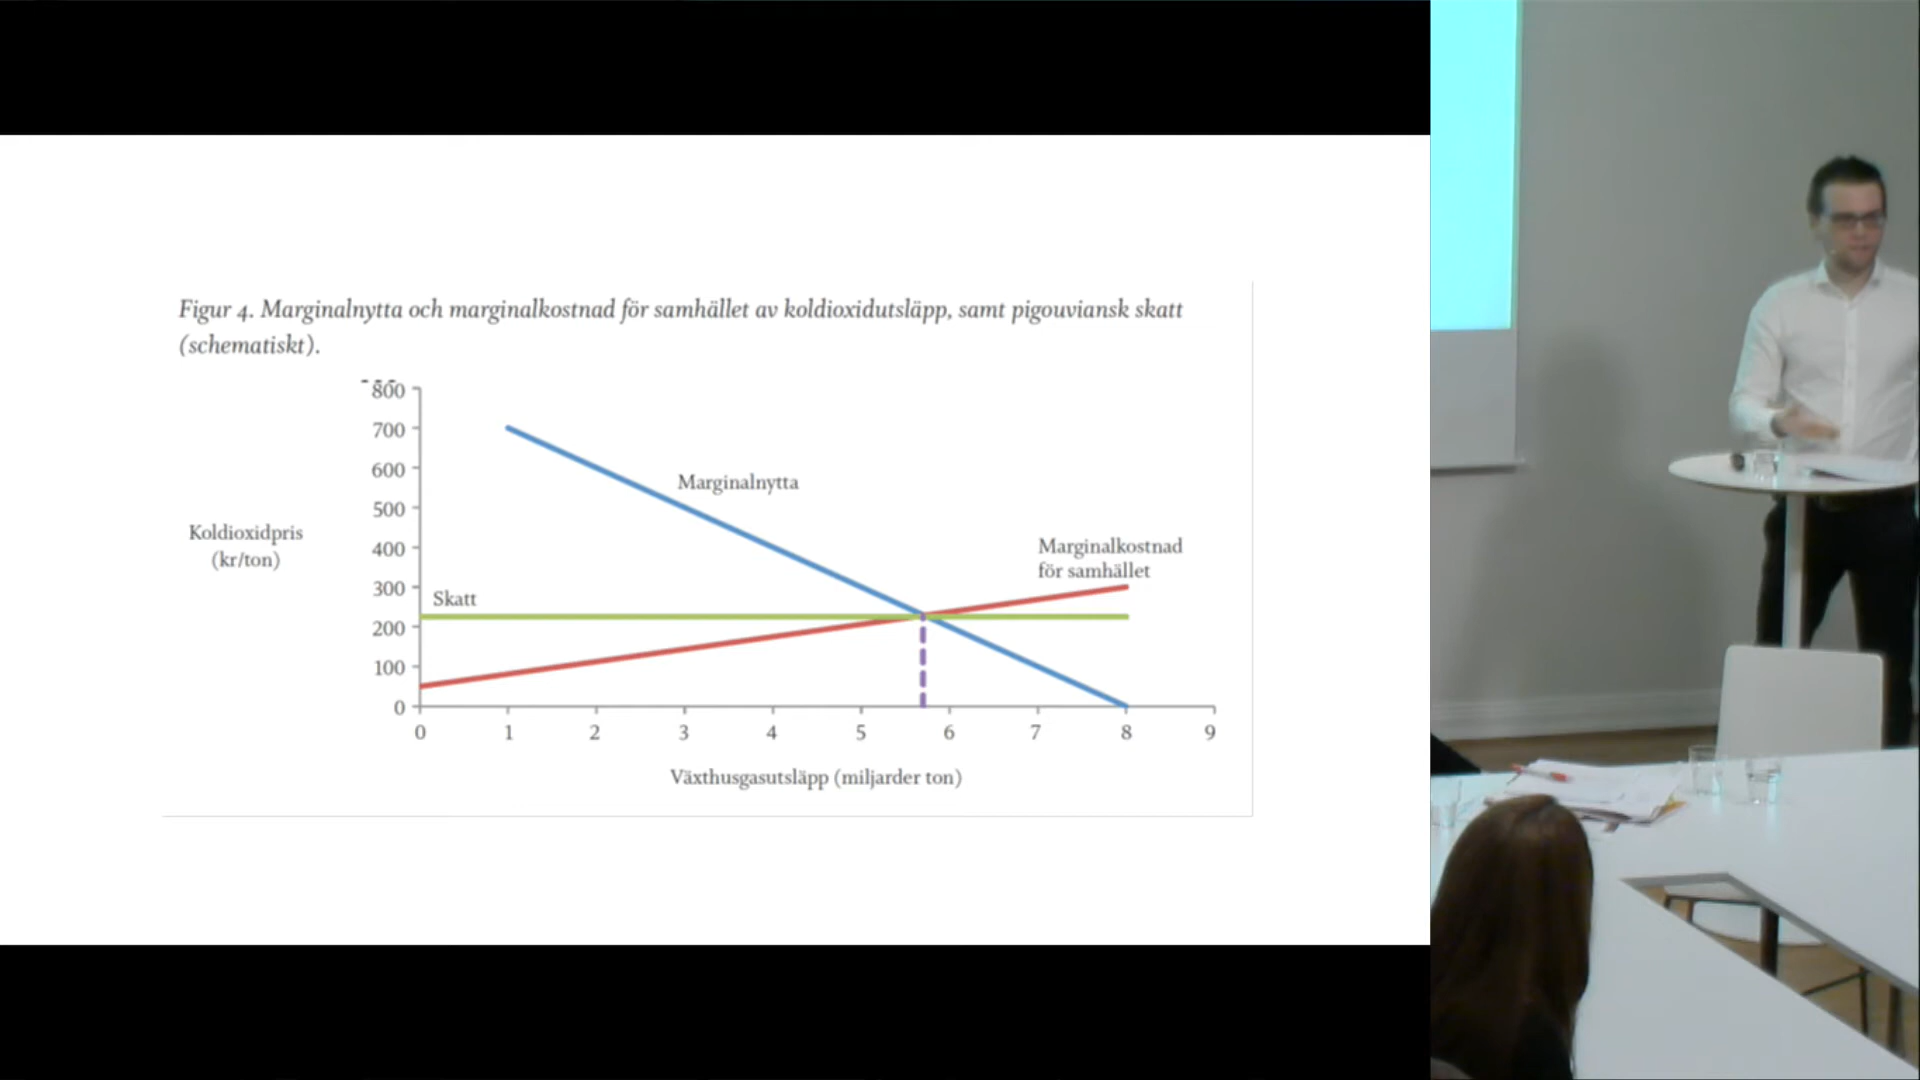 Figur 4. Marginalnytta och marginalkostnad för samhället av koldioxidutsläpp, samt pigouviansk skatt
(schematiskt).
800
700
600
500
400
300
200
100
0
Koldioxidpris
(kr/ton)
Marginalnytta
Marginalkostnad
för samhället
Skatt
0 1 2 3 4 5 6 7 8 9
Växthusgasutsläpp (miljarder ton)